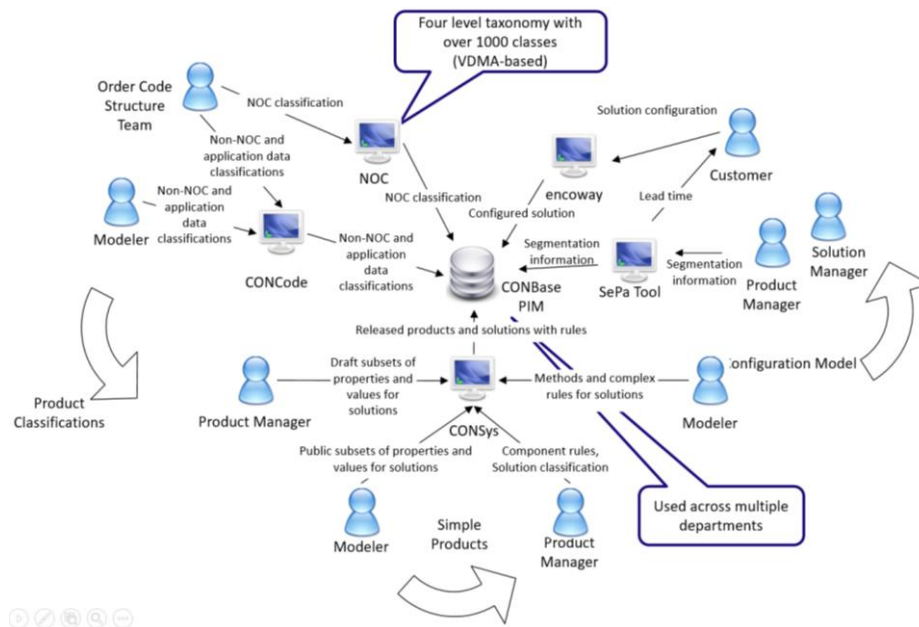 Four level taxonomy with
over 1000 classes
(VDMA-based)
Order Code
Structure
Team
NOC classification
Solution configuration
Non-NOC and
application data
classifications
NOC
encoway
Customer
Modeler
Non-NOC and
application
data
classifications
NOC classification
Configured solution
Lead time
CONCode
Non-NOC and
application
data
classifications
CONBase
PIM
Segmentation
information
SePa Tool
Segmentation
information
Product
Manager
Solution
Manager
Released products and solutions with rules
Product
Classifications
Product Manager
Draft subsets of
properties and
values for
solutions
CONSys
Methods and complex
rules for solutions
Modeler
onfiguration Model
Public subsets of properties and
values for solutions
Component rules,
Solution classification
Used across multiple
departments
Modeler
Simple
Products
Product
Manager